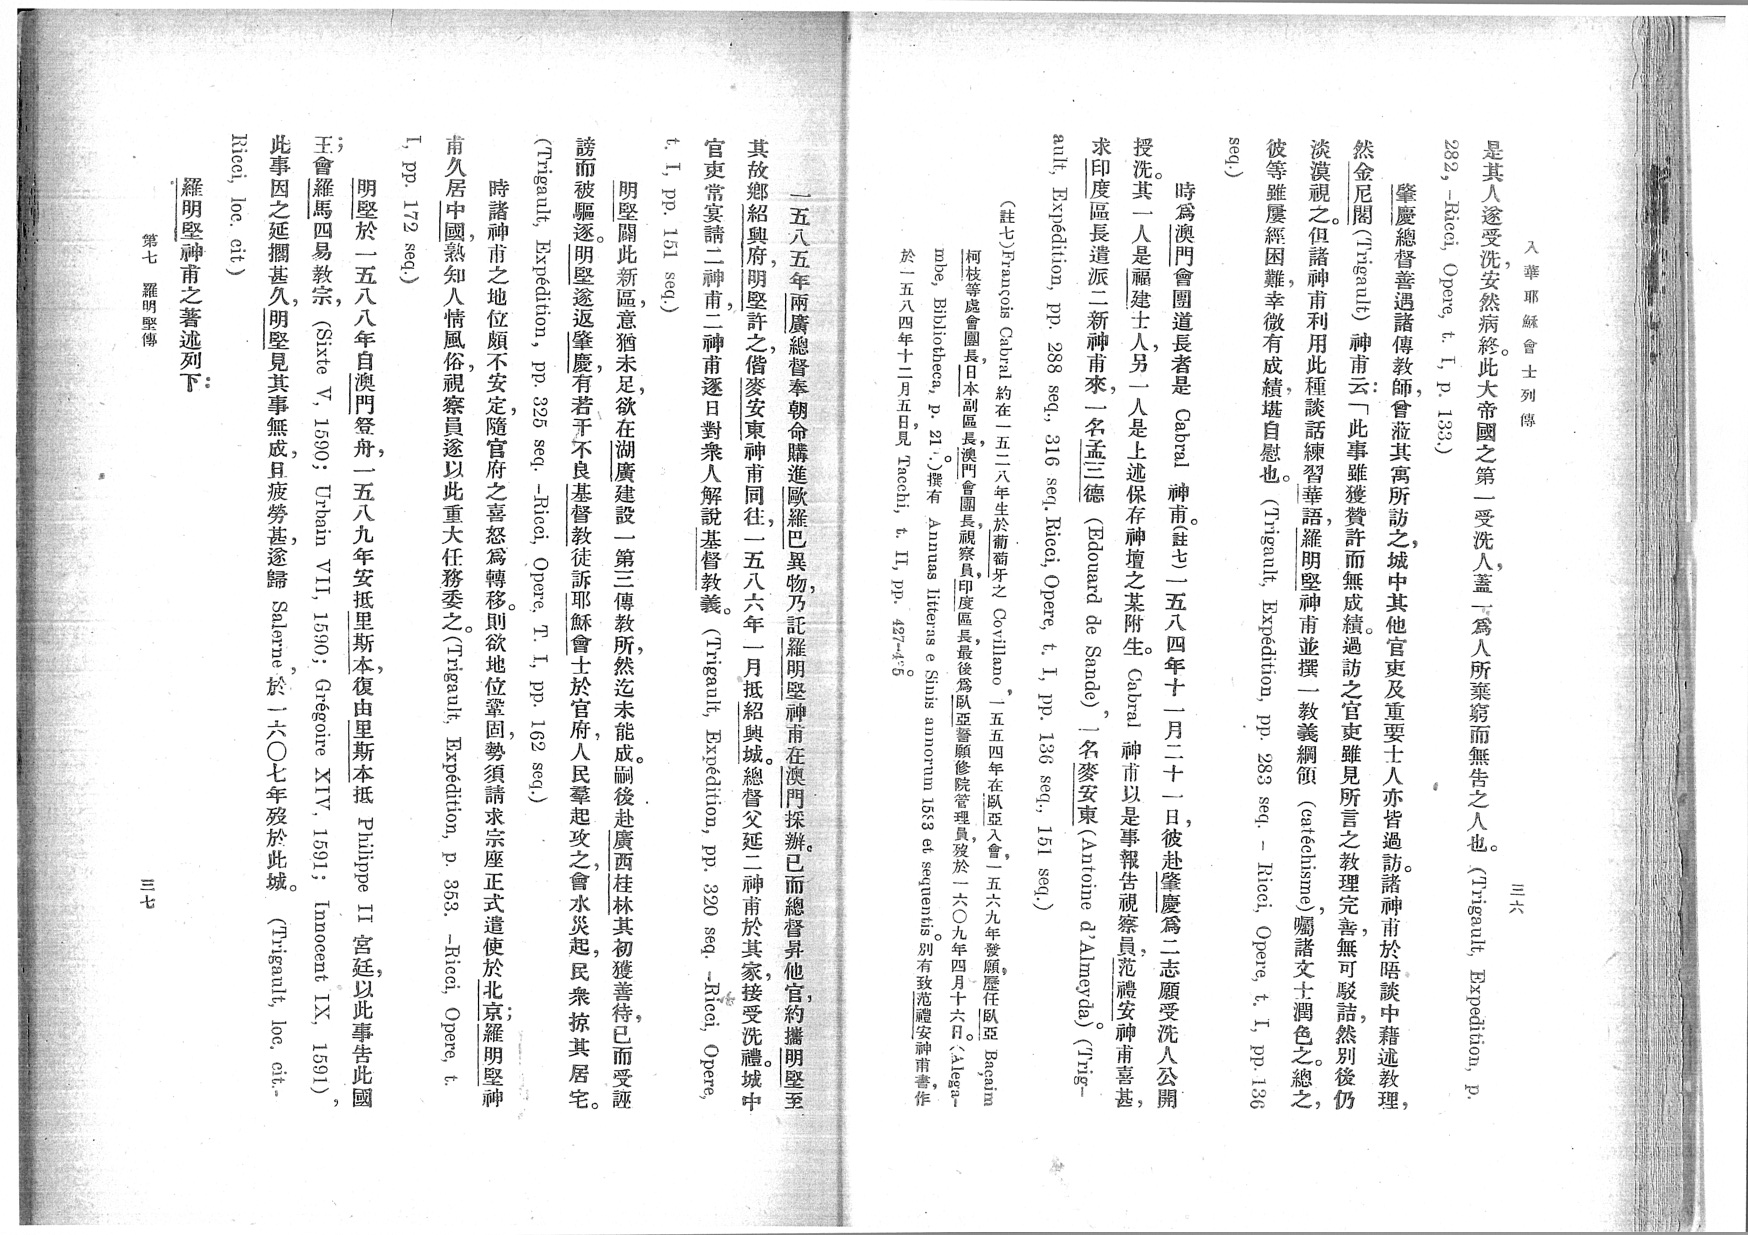 入華耶穌會士列傳
三六
是其人遂受洗，安然病終。此大帝國之第一受洗人，蓋一爲人所棄窮而無告之人也。(Trigault, Expedition, p.
282, -Ricci, Opere, t. I, p. 133.)
肇慶總督善遇諸傳教師，曾蒞其寓所訪之，城中其他官吏及重要士人亦皆過訪。諸神甫於晤談中藉述教理，
然金尼閣(Trigault) 神甫云：「此事雖獲贊許而無成績。過訪之官吏雖見所言之教理完善無可駁詰，然別後仍
淡漠視之。但諸神甫利用此種談話練習華語，羅明堅神甫並撰一教義綱領 (catéchisme)，囑諸文士潤色之。總之，
彼等雖屢經困難，幸微有成績，堪自慰也。(Trigault, Expédition, pp. 283 seq. - Ricci, Opere, t. I, pp. 136
seq.)
時爲澳門會團道長者是 Cabral 神甫。(註七)一五八四年十一月二十一日，彼赴肇慶爲二志願受洗人公開
授洗。其一人是福建士人，另一人是上述保存神壇之某附生。Cabral 神甫以是事報告視察員，范禮安神甫喜甚，
求印度區長遣派二新神甫來，一名孟三德 (Edouard de Sande)，一名麥安東(Antoine d'Almeyda)。(Trig-
ault, Expédition, pp. 288 seq., 316 seq. Ricci, Opere, t. I, pp. 136 seq., 151 seq.)
(註七)François Cabral 約在一五二八年生於葡萄牙之 Covillano，一五五四年在臥亞入會，一五六九年發願，歷任臥亞 Baçaim
柯枝等處會團長，日本副區長，澳門會團長，視察員，印度區長，最後爲臥亞誓願修院管理員，歿於一六〇九年四月十六日。(Alega-
mbe, Bibliotheca, p. 21.)撰有 Annuas litteras e Sinis annorum 1583 et sequentis。別有致范禮安神甫書，作
於一五八四年十二月五日，見 Tacchi, t. II, pp. 427-
一五八五年兩廣總督奉朝命購進歐羅巴異物，乃託羅明堅神甫在澳門採辦。已而總督昇他官，約攜明堅至
其故鄉紹興府，明堅許之，偕麥安東神甫同往，一五八六年一月抵紹興城。總督父延二神甫於其家，接受洗禮。城中
官吏常宴請二神甫，二神甫逐日對衆人解說基督教義。(Trigault, Expédition, pp. 320 seq. -Ricci, Opere,
t. I, pp. 151 seq.)
明堅闢此新區，意猶未足，欲在湖廣建設一第三傳教所，然迄未能成。嗣後赴廣西桂林，其初獲善待，已而受誣
謗而被驅逐。明堅遂返肇慶，有若干不良基督教徒訴耶穌會士於官府，人民羣起攻之，會水災起，民衆掠其居宅。
(Trigault, Expédition, pp. 325 seq. -Ricci, Opere, T. I, pp. 162 seq.)
時諸神甫之地位頗不安定，隨官府之喜怒爲轉移。則欲地位鞏固，勢須請求宗座正式遣使於北京；羅明堅神
甫久居中國，熟知人情風俗，視察員遂以此重大任務委之。(Trigault, Expédition, p. 353. -Ricci, Opere, t.
I, pp. 172 seq.)
明堅於一五八八年自澳門登舟，一五八九年安抵里斯本，復由里斯本抵 Philippe II 宮廷，以此事告此國
王；會羅馬四易教宗，(Sixte V, 1590; Urbain VII, 1590; Grégoire XIV, 1591; Innocent IX, 1591)，
此事因之延擱甚久，明堅見其事無成，且疲勞甚，遂歸 Salerne，於一六〇七年歿於此城。(Trigault, loc. cit.-
Ricci, loc. cit )
羅明堅神甫之著述列下：
第七 羅明堅傳
三七